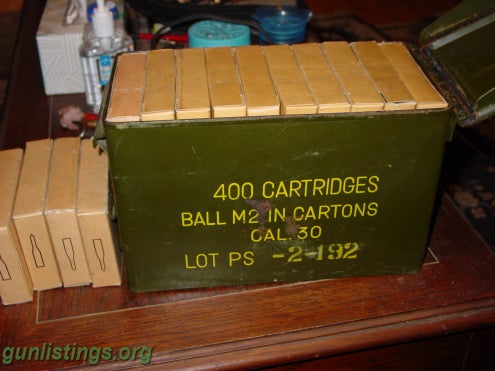 400 CARTRIDGES
BALL M2 IN CARTONS
CAL. 30
LOT PS -2-192
gunlistings.org